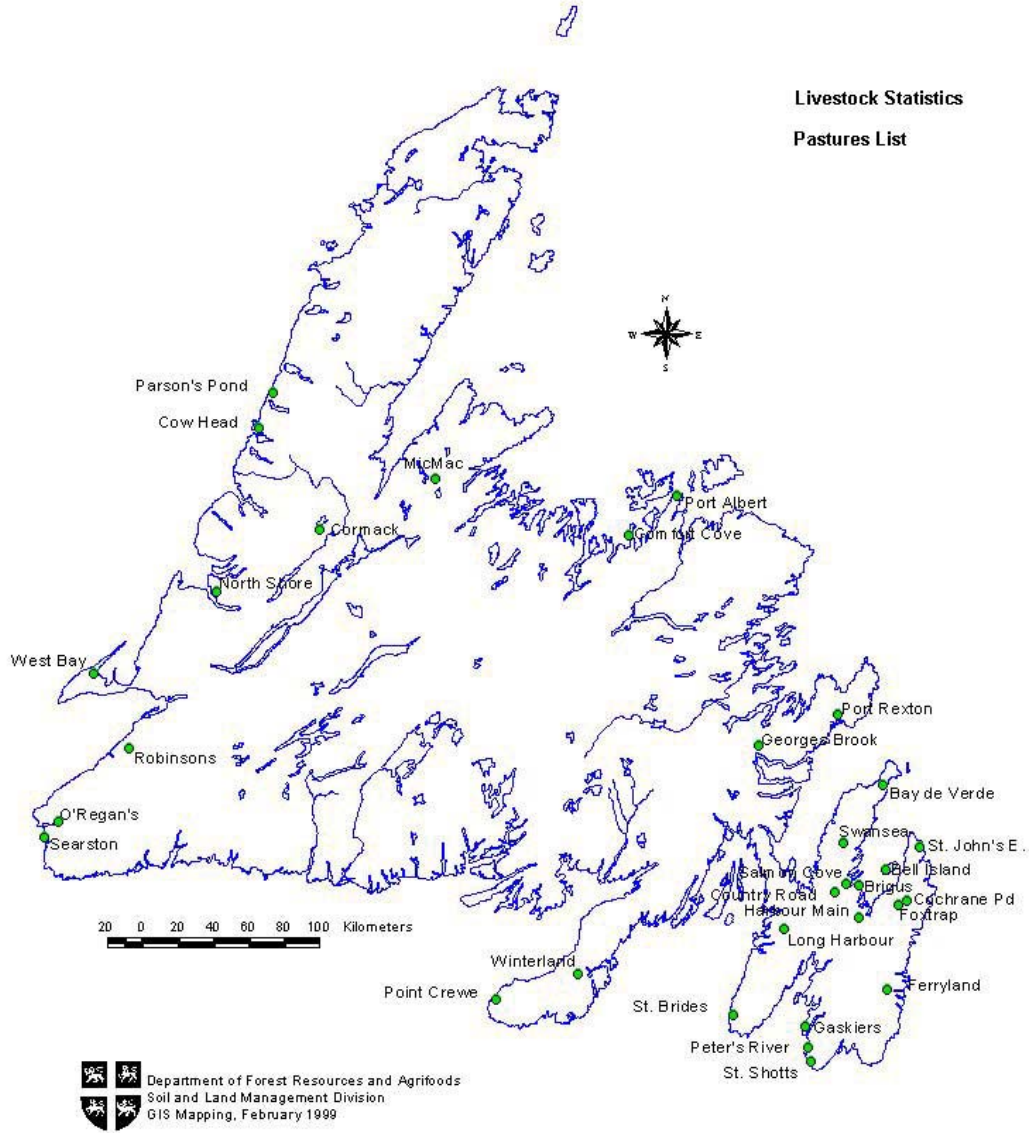 Livestock Statistics
Pastures List
N
W E
S
Parson's Pond
Cow Head
MicMac
Port Albert
Cormack
Comfort Cove
North Shore
West Bay
Port Rexton
Georges Brook
Robinsons
Bay de Verde
O'Regan's
Searston
Swansea
St. John's E.
Bell Island
Salmon Cove
Brigus
Country Road
Cochrane Pd
Harbour Main
Foxtrap
20 0 20 40 60 80 100 Kilometers
Long Harbour
Winterland
Point Crewe
Ferryland
St. Brides
Gaskiers
Peter's River
St. Shotts
Department of Forest Resources and Agrifoods
Soil and Land Management Division
GIS Mapping, February 1999